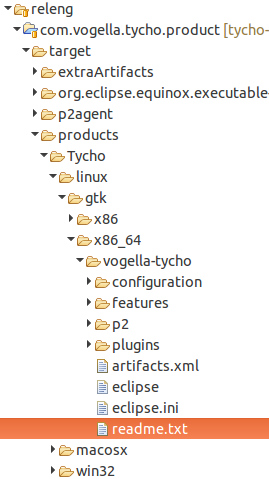 releng
com.vogella.tycho.product [tycho-
target
extraArtifacts
org.eclipse.equinox.executable
p2agent
products
Tycho
linux
gtk
x86
x86_64
vogella-tycho
configuration
features
p2
plugins
artifacts.xml
eclipse
eclipse.ini
readme.txt
macosx
win32